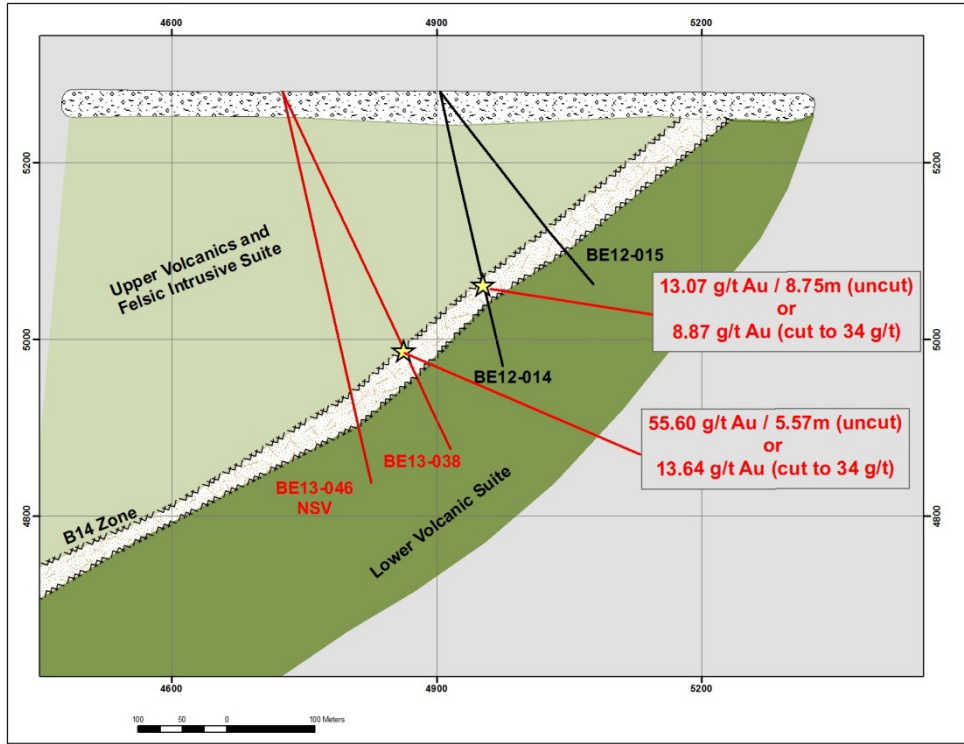 4600
4900
5200
5200
5200
Upper Volcanics and
Felsic Intrusive Suite
BE12-015
13.07 g/t Au / 8.75m (uncut)
or
8.87 g/t Au (cut to 34 g/t)
5000
5000
BE12-014
55.60 g/t Au / 5.57m (uncut)
or
13.64 g/t Au (cut to 34 g/t)
BE13-038
BE13-046
NSV
B14 Zone
Lower Volcanic Suite
4800
4800
4600
4900
5200
100
50
0
100 Meters